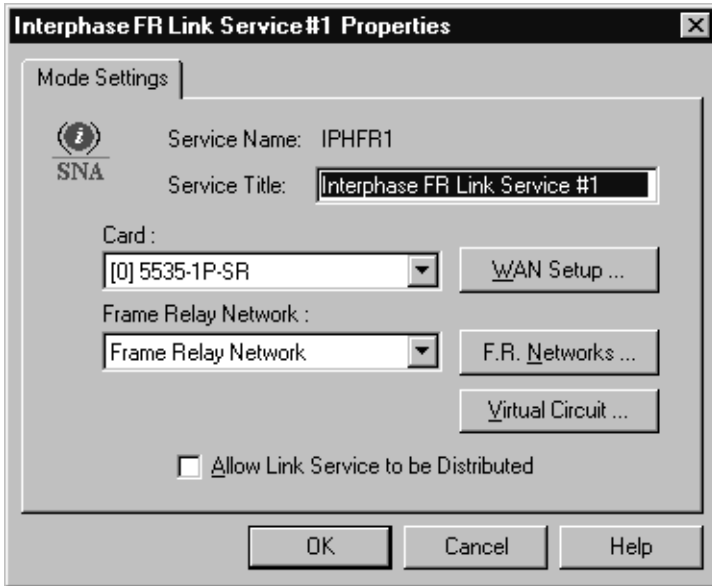 Interphase FR Link Service #1 Properties
Mode Settings
i
SNA
Service Name: IPHFR1
Service Title: Interphase FR Link Service #1
Card :
[0] 5535-1P-SR
WAN Setup ...
Frame Relay Network :
Frame Relay Network
F.R. Networks ...
Virtual Circuit ...
Allow Link Service to be Distributed
OK Cancel Help